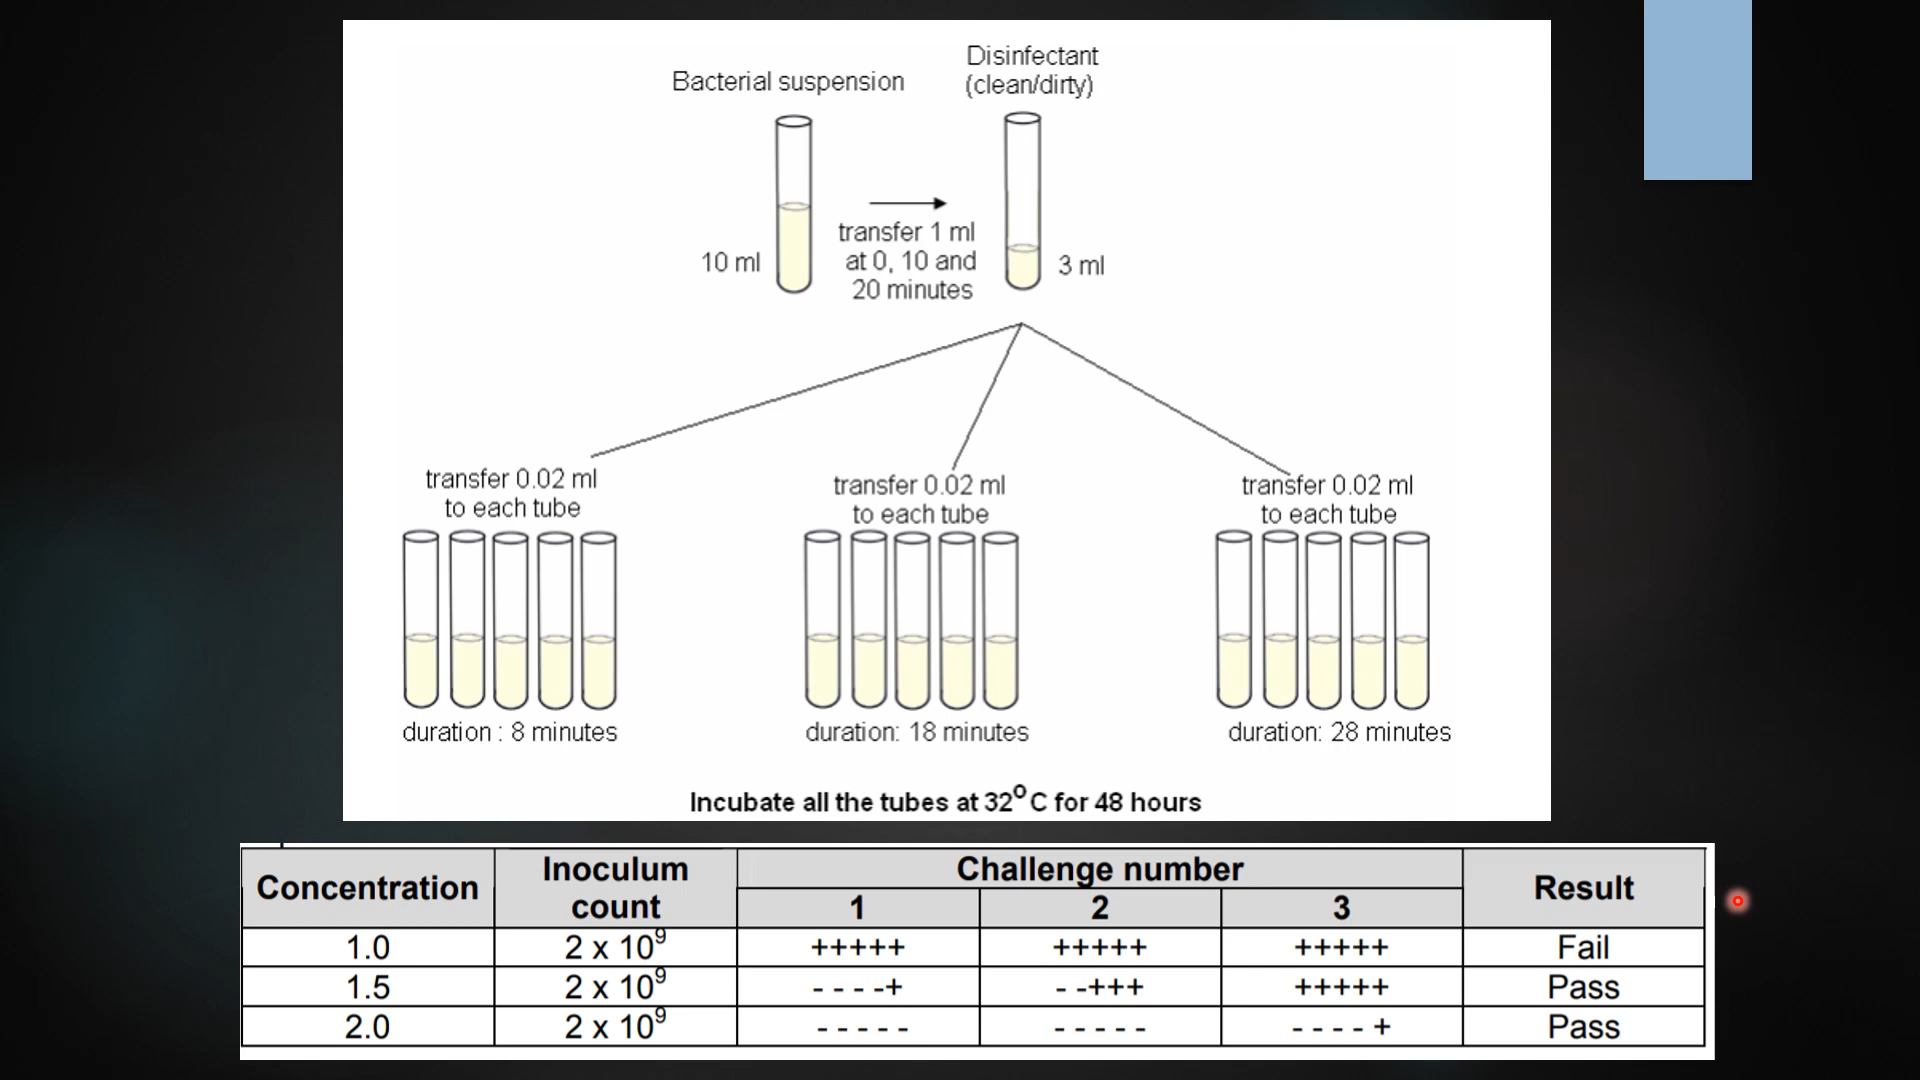 Bacterial suspension
Disinfectant
(clean/dirty)
transfer 1 ml
at 0, 10 and
20 minutes
10 ml
3 ml
transfer 0.02 ml
to each tube
transfer 0.02 ml
to each tube
transfer 0.02 ml
to each tube
duration : 8 minutes
duration: 18 minutes
duration: 28 minutes
Incubate all the tubes at 32⁰C for 48 hours
Concentration Inoculum count Challenge number Result
1 2 3
1.0 2 x 10⁹ +++++ +++++ +++++ Fail
1.5 2 x 10⁹ - - - -+ - -+++ +++++ Pass
2.0 2 x 10⁹ - - - - - - - - - - - - - - + Pass